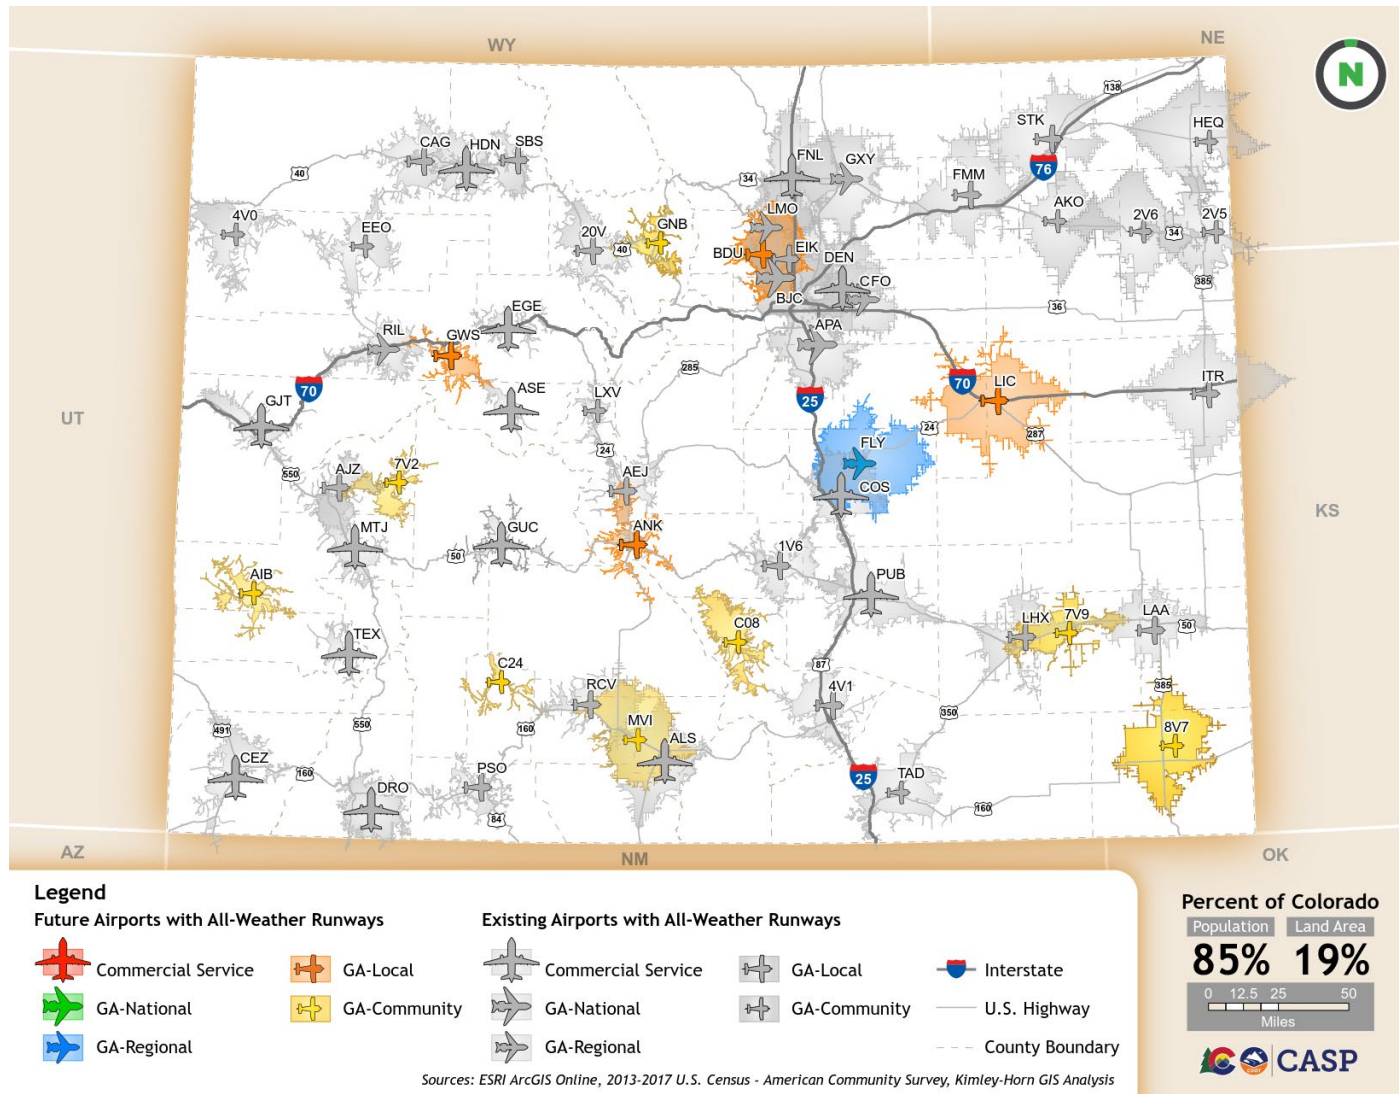 WY
NE
N
138
STK
HEQ
CAG
HDN
SBS
FNL
GXY
76
40
34
FMM
4V0
EEO
20V
40
GNB
LMO
BDU
EIK
DEN
CFO
BJC
AKO
2V6
34
2V5
385
36
EGE
RIL
GWS
APA
285
70
ASE
LXV
25
70
LIC
ITR
GJT
UT
24
287
24
FLY
550
AJZ
7V2
AEJ
COS
KS
MTJ
GUC
ANK
50
1V6
AIB
PUB
C08
LHX
7V9
LAA
50
TEX
87
C24
RCV
4V1
385
350
491
550
160
MVI
ALS
8V7
CEZ
160
PSO
25
TAD
DRO
84
160
AZ
NM
OK
Legend
Future Airports with All-Weather Runways
Commercial Service
GA-National
GA-Regional
GA-Local
GA-Community
Existing Airports with All-Weather Runways
Commercial Service
GA-National
GA-Regional
GA-Local
GA-Community
Interstate
U.S. Highway
County Boundary
Sources: ESRI ArcGIS Online, 2013-2017 U.S. Census - American Community Survey, Kimley-Horn GIS Analysis
Percent of Colorado
Population Land Area
85% 19%
0 12.5 25 50
Miles
CASP